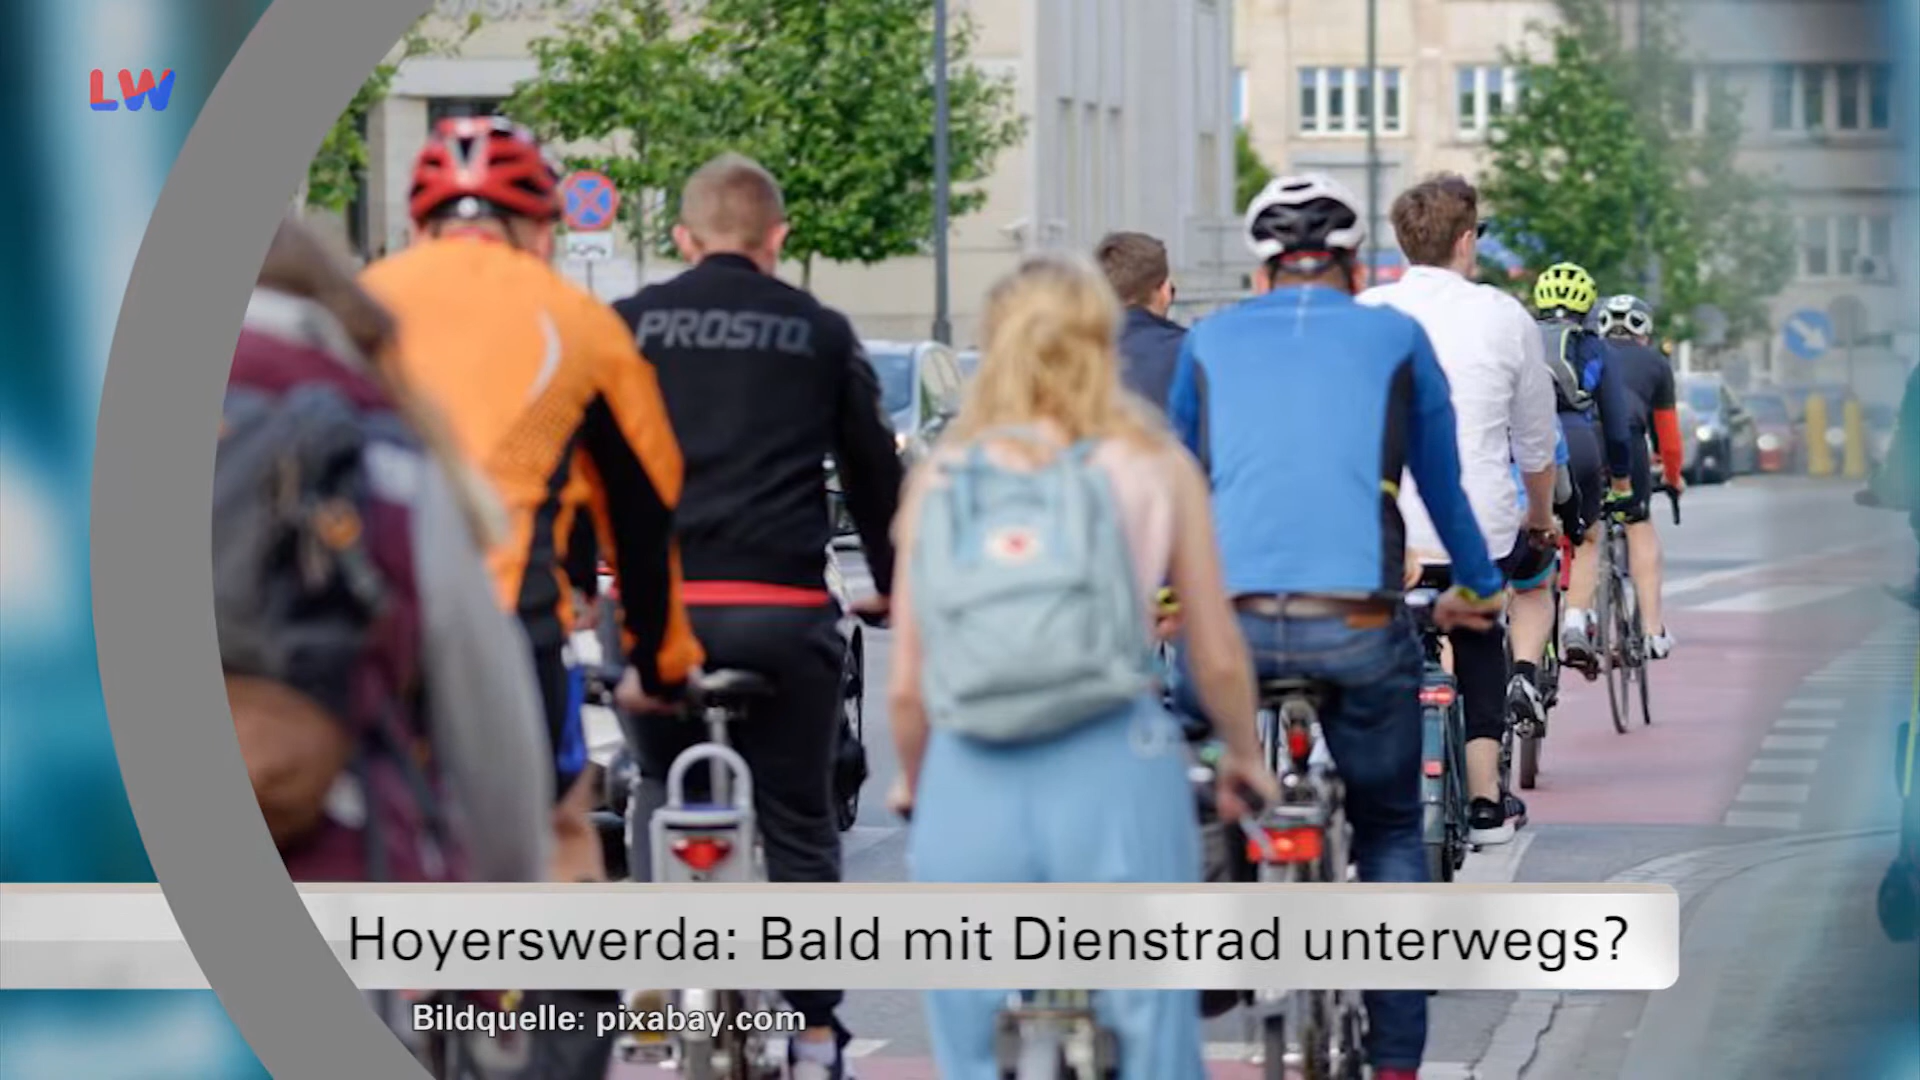 LW
PROSTO.
Hoyerswerda: Bald mit Dienstrad unterwegs?
Bildquelle: pixabay.com